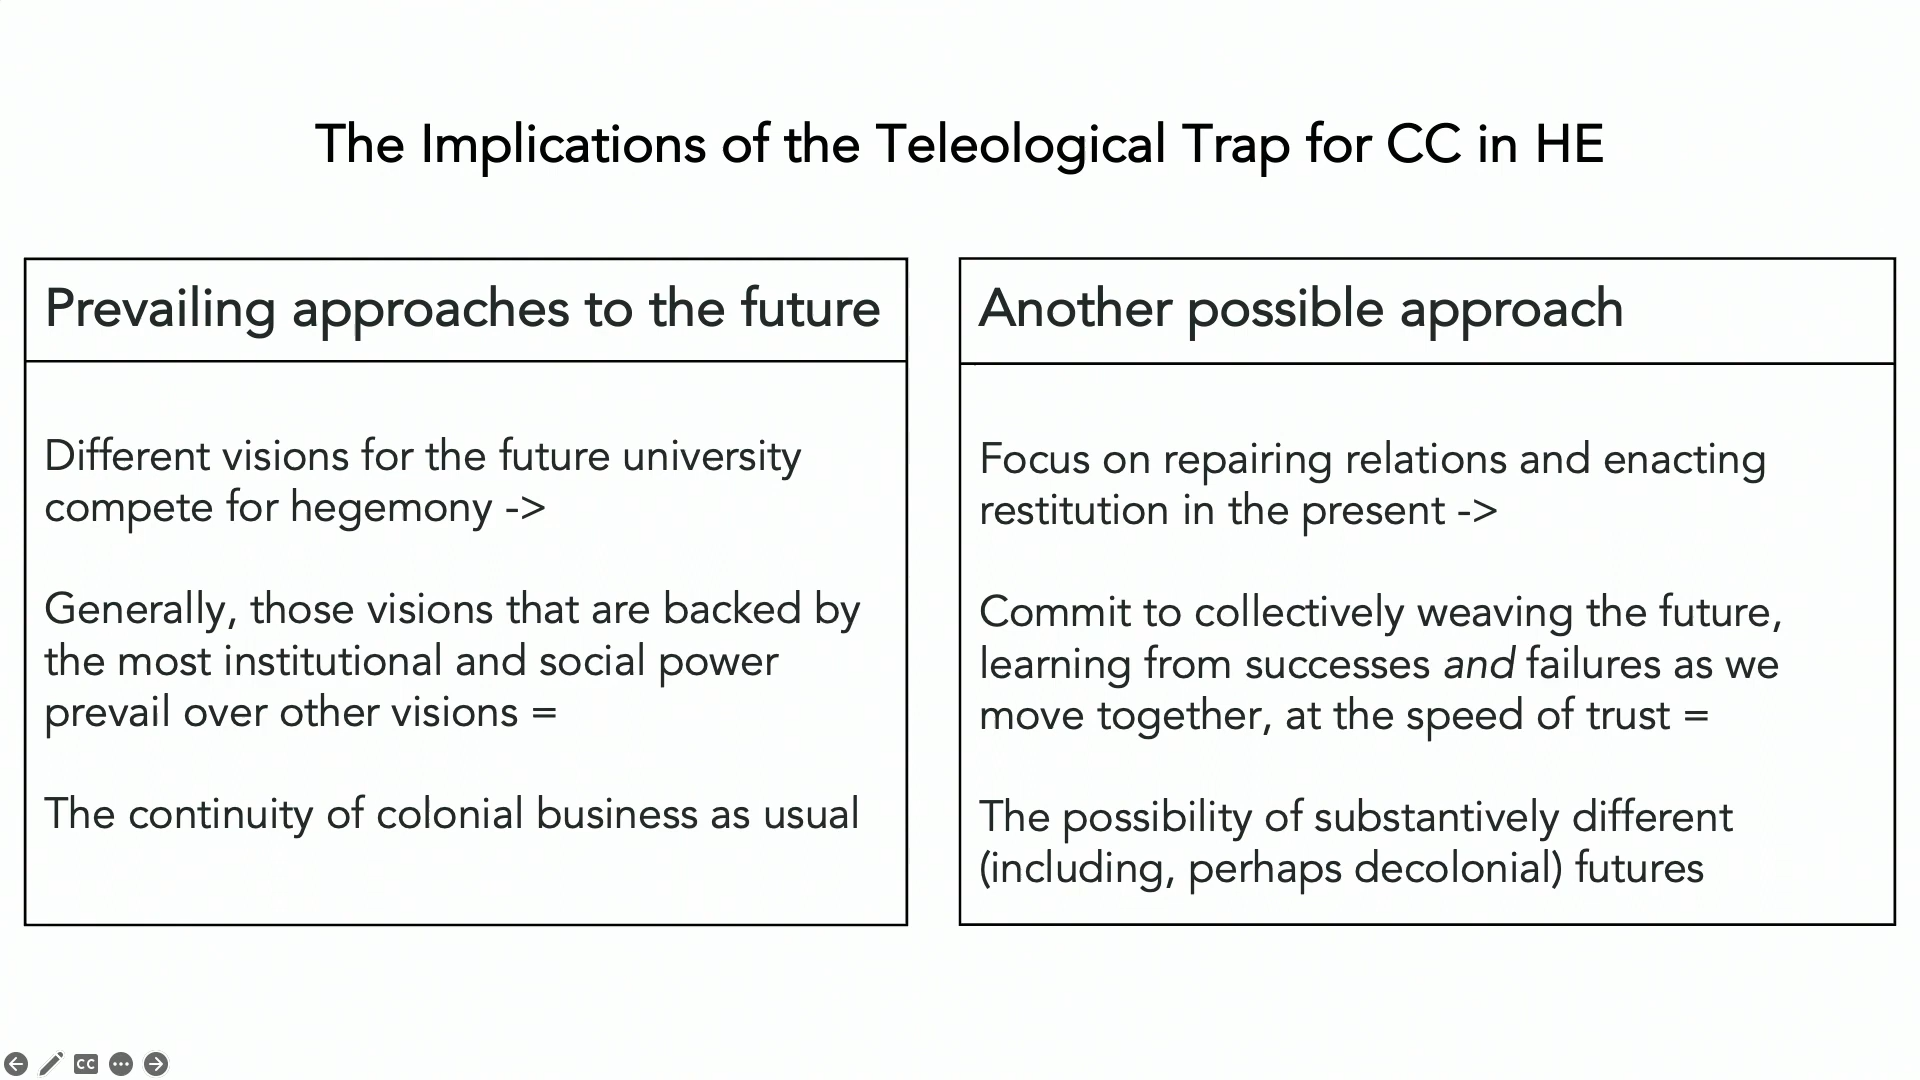 The Implications of the Teleological Trap for CC in HE
Prevailing approaches to the future
Different visions for the future university
compete for hegemony ->
Generally, those visions that are backed by
the most institutional and social power
prevail over other visions =
The continuity of colonial business as usual
Another possible approach
Focus on repairing relations and enacting
restitution in the present ->
Commit to collectively weaving the future,
learning from successes and failures as we
move together, at the speed of trust =
The possibility of substantively different
(including, perhaps decolonial) futures
CC